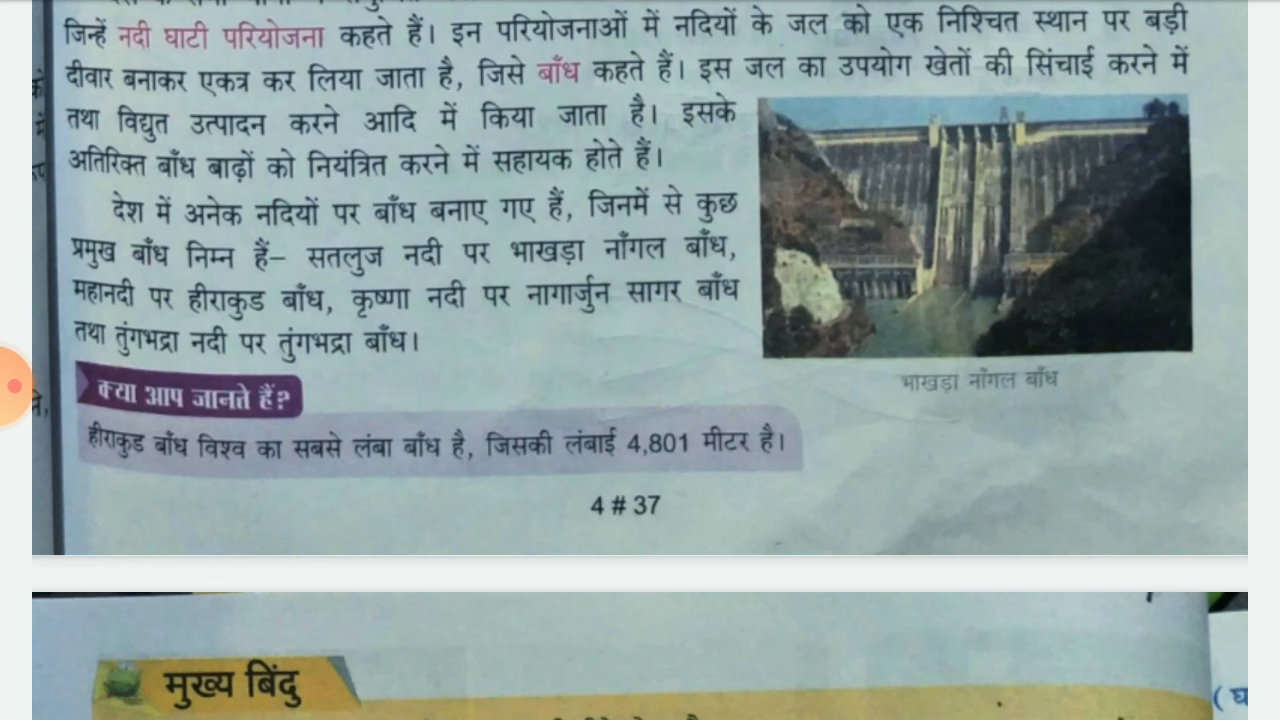 जिन्हें नदी घाटी परियोजना कहते हैं। इन परियोजनाओं में नदियों के जल को एक निश्चित स्थान पर बड़ी
दीवार बनाकर एकत्र कर लिया जाता है, जिसे बाँध कहते हैं। इस जल का उपयोग खेतों की सिंचाई करने में
तथा विद्युत उत्पादन करने आदि में किया जाता है। इसके
अतिरिक्त बाँध बाढ़ों को नियंत्रित करने में सहायक होते हैं।
देश में अनेक नदियों पर बाँध बनाए गए हैं, जिनमें से कुछ
प्रमुख बाँध निम्न हैं– सतलुज नदी पर भाखड़ा नाँगल बाँध,
महानदी पर हीराकुड बाँध, कृष्णा नदी पर नागार्जुन सागर बाँध
तथा तुंगभद्रा नदी पर तुंगभद्रा बाँध।
भाखड़ा नाँगल बाँध
क्या आप जानते हैं?
हीराकुड बाँध विश्व का सबसे लंबा बाँध है, जिसकी लंबाई 4,801 मीटर है।
4 # 37
मुख्य बिंदु